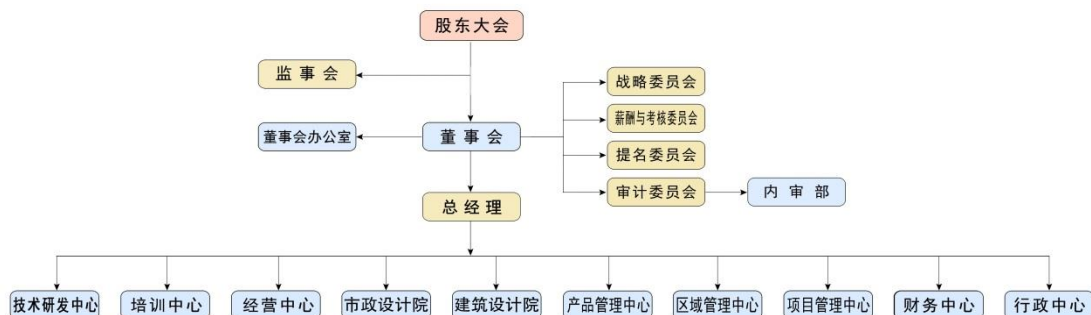 股东大会
监事会
战略委员会
薪酬与考核委员会
董事会办公室
董事会
提名委员会
审计委员会
内审部
总经理
技术研发中心
培训中心
经营中心
市政设计院
建筑设计院
产品管理中心
区域管理中心
项目管理中心
财务中心
行政中心